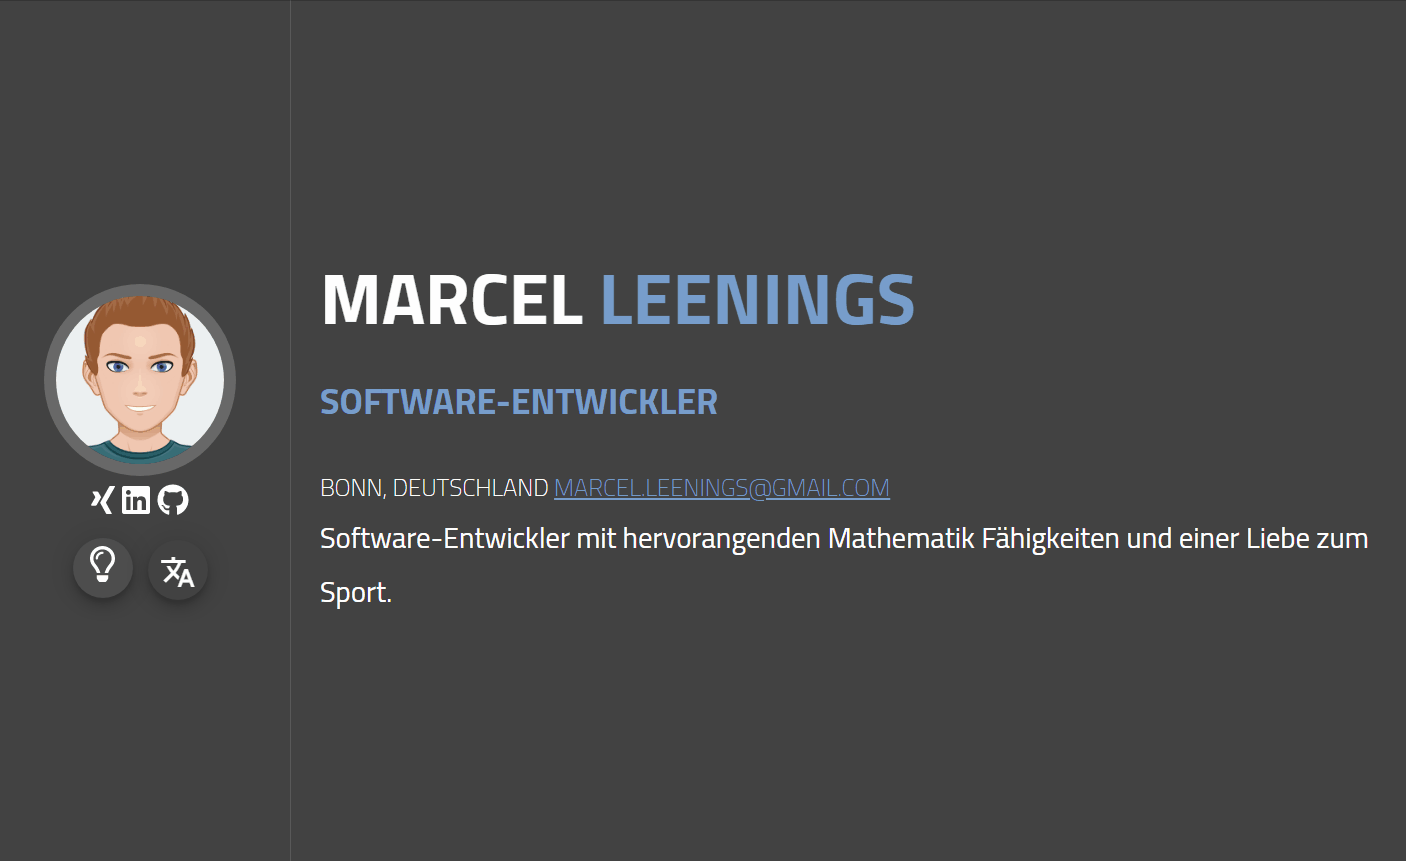 MARCEL LEENINGS
SOFTWARE-ENTWICKLER
BONN, DEUTSCHLAND MARCEL.LEENINGS@GMAIL.COM
Software-Entwickler mit hervorangenden Mathematik Fähigkeiten und einer Liebe zum
Sport.